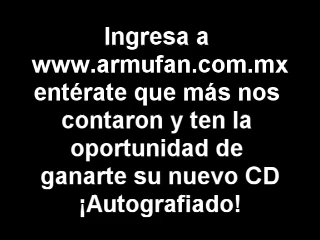 Ingresa a
www.armufan.com.mx
entérate que más nos
contaron y ten la
oportunidad de
ganarte su nuevo CD
¡Autografiado!